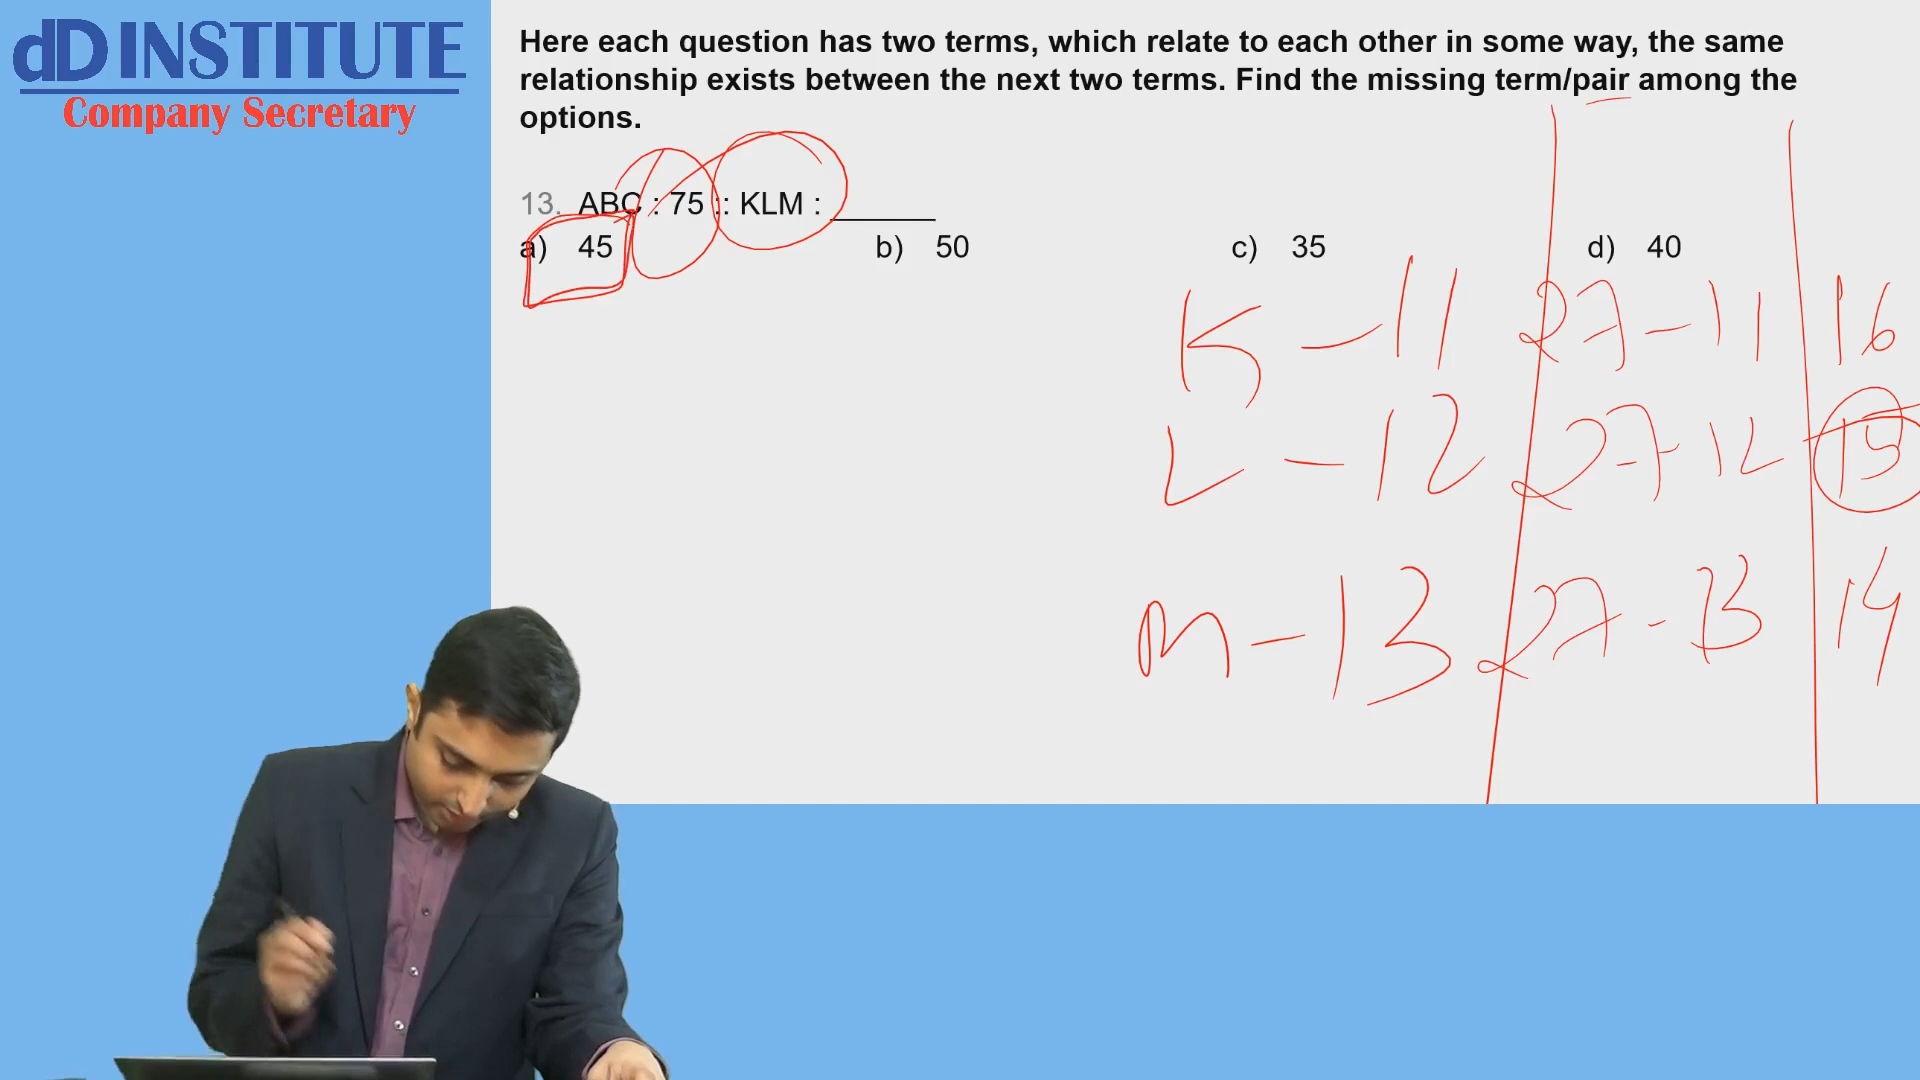 dD INSTITUTE
Company Secretary
Here each question has two terms, which relate to each other in some way, the same
relationship exists between the next two terms. Find the missing term/pair among the
options.
13. ABC : 75 :: KLM : _______
a) 45 b) 50 c) 35 d) 40
K - 11 27 - 11 16
L - 12 27 - 12 15
m - 13 27 - 13 14